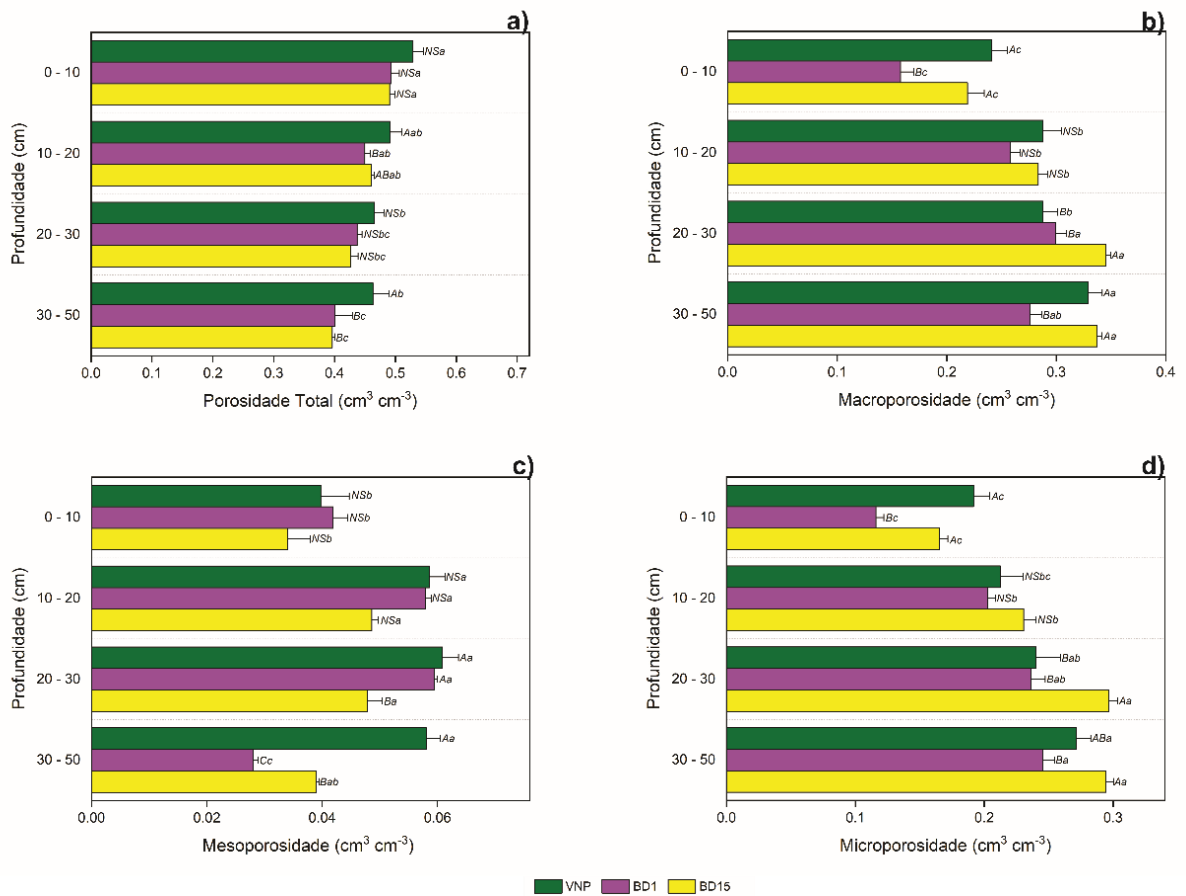 a)
Profundidade (cm)
0 - 10
NSa
NSa
NSa
10 - 20
Aab
Bab
ABab
20 - 30
NSb
NSbc
NSbc
30 - 50
Ab
Bc
Bc
0.0 0.1 0.2 0.3 0.4 0.5 0.6 0.7
Porosidade Total (cm³ cm⁻³)
b)
Profundidade (cm)
0 - 10
Ac
Bc
Ac
10 - 20
NSb
NSb
NSb
20 - 30
Bb
Ba
Aa
30 - 50
Aa
Bab
Aa
0.0 0.1 0.2 0.3 0.4
Macroporosidade (cm³ cm⁻³)
c)
Profundidade (cm)
0 - 10
NSb
NSb
NSb
10 - 20
NSa
NSa
NSa
20 - 30
Aa
Aa
Ba
30 - 50
Aa
Cc
Bab
0.00 0.02 0.04 0.06
Mesoporosidade (cm³ cm⁻³)
d)
Profundidade (cm)
0 - 10
Ac
Bc
Ac
10 - 20
NSbc
NSb
NSb
20 - 30
Bab
Bab
Aa
30 - 50
ABa
Ba
Aa
0.0 0.1 0.2 0.3
Microporosidade (cm³ cm⁻³)
VNP BD1 BD15